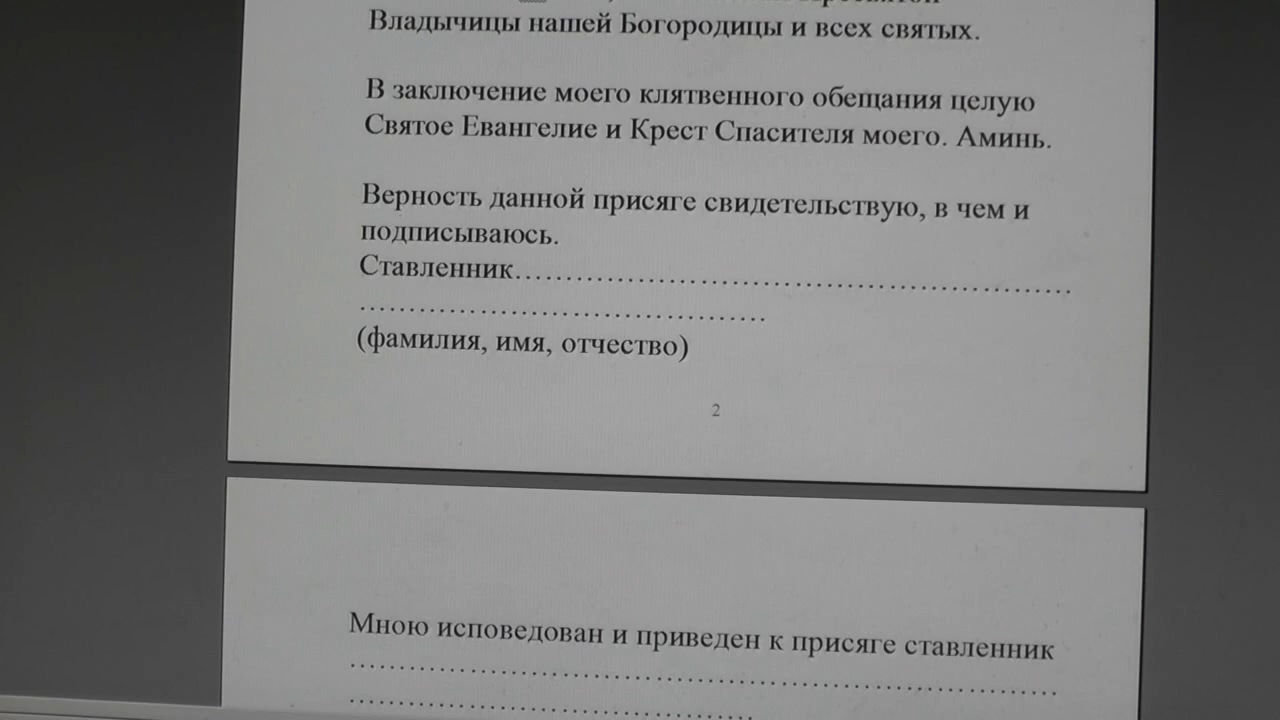 Владычицы нашей Богородицы и всех святых.
В заключение моего клятвенного обещания целую
Святое Евангелие и Крест Спасителя моего. Аминь.
Верность данной присяге свидетельствую, в чем и
подписываюсь.
Ставленник……………………………………………………
…………………………………
(фамилия, имя, отчество)
2
Мною исповедован и приведен к присяге ставленник
……………………………………………………………
…………………………………